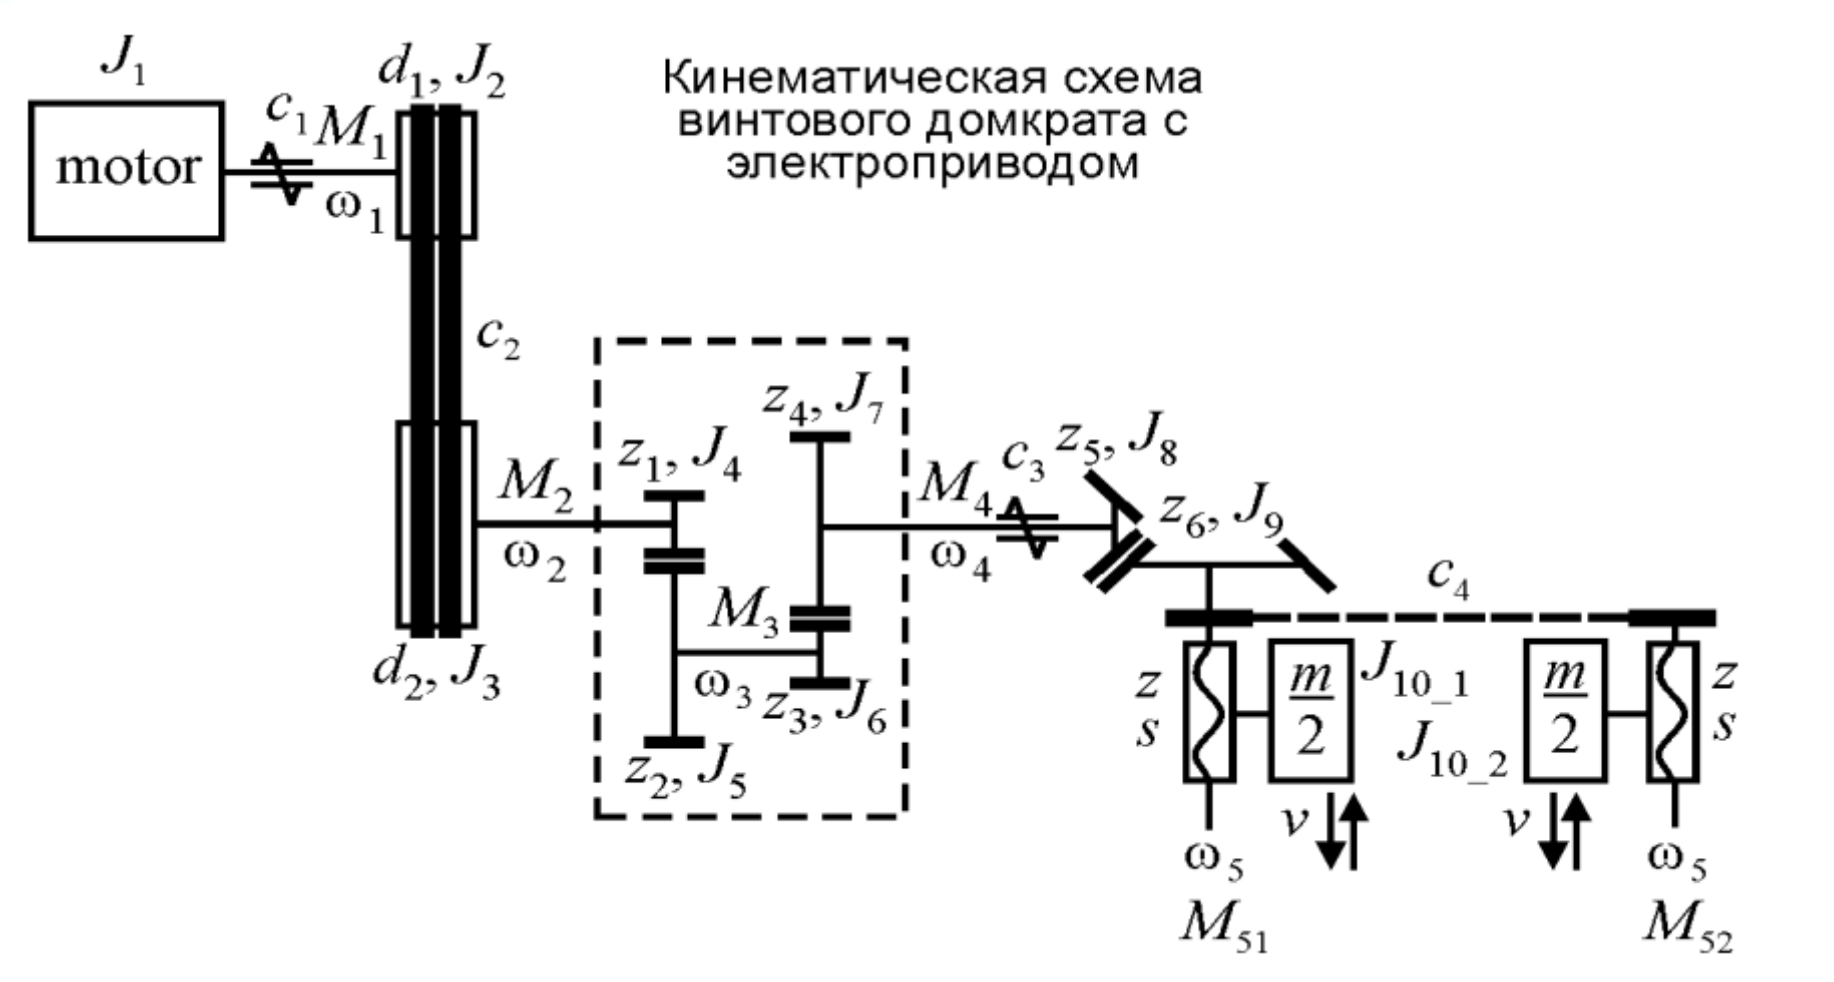 J₁
d₁, J₂
Кинематическая схема
винтового домкрата с
электроприводом
c₁
M₁
motor
ω₁
c₂
z₄, J₇
z₁, J₄
M₂
ω₂
M₄
c₃
z₅, J₈
z₆, J₉
ω₄
c₄
M₃
ω₃
d₂, J₃
z₃, J₆
z₂, J₅
z
s
m
2
J₁₀_₁
J₁₀_₂
m
2
z
s
v
v
ω₅
ω₅
M₅₁
M₅₂